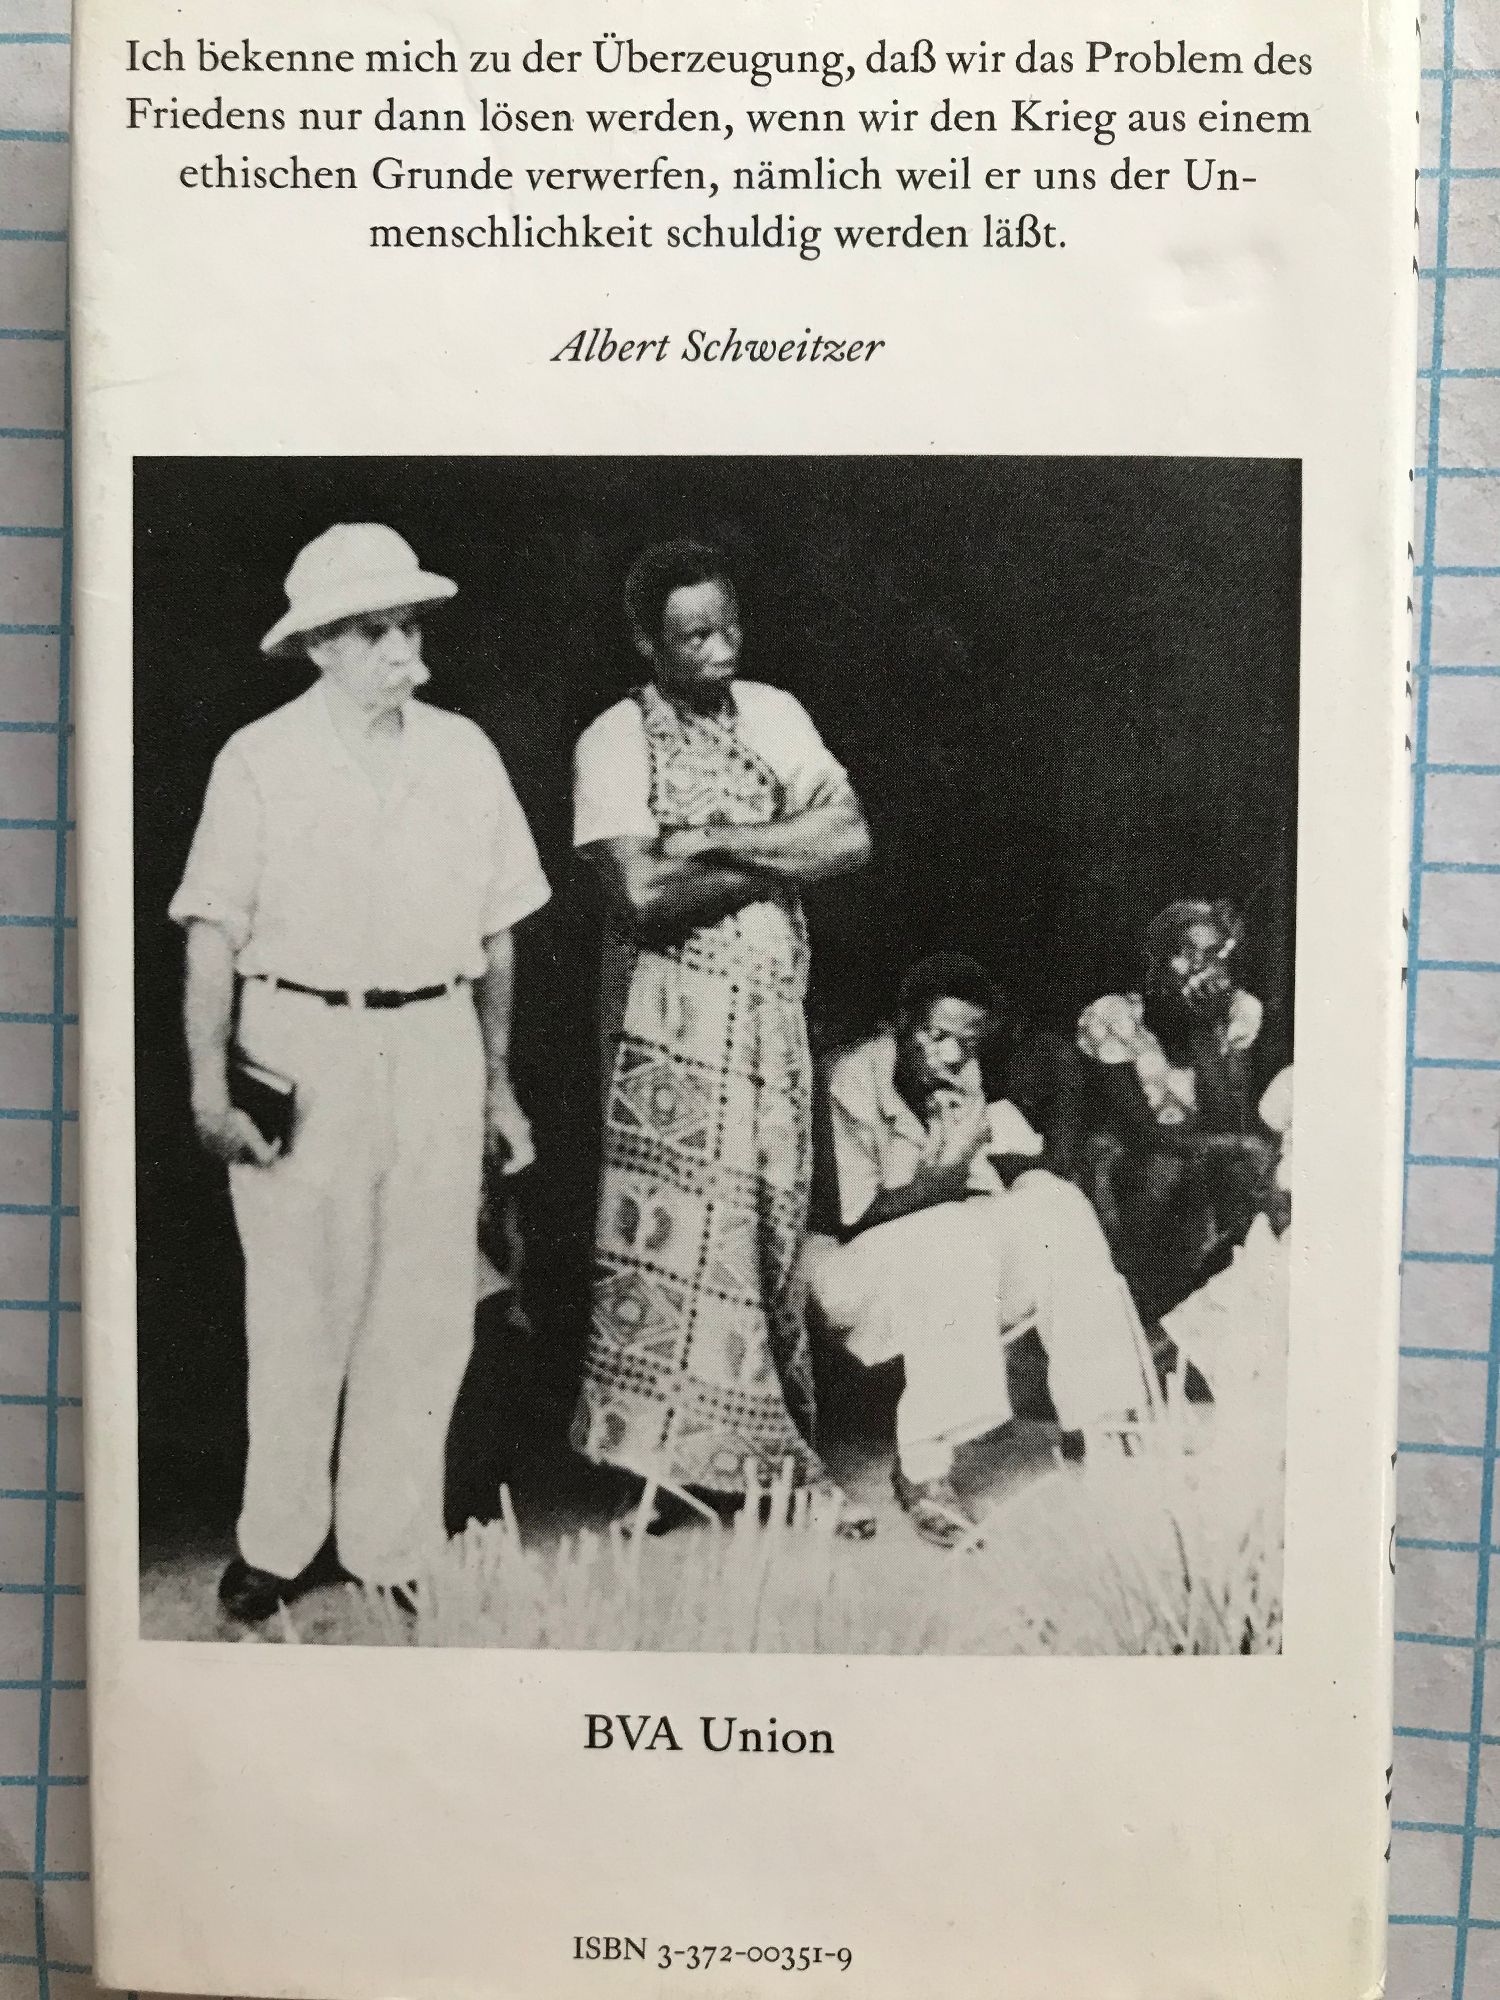 Ich bekenne mich zu der Überzeugung, daß wir das Problem des
Friedens nur dann lösen werden, wenn wir den Krieg aus einem
ethischen Grunde verwerfen, nämlich weil er uns der Un-
menschlichkeit schuldig werden läßt.
Albert Schweitzer
BVA Union
ISBN 3-372-00351-9